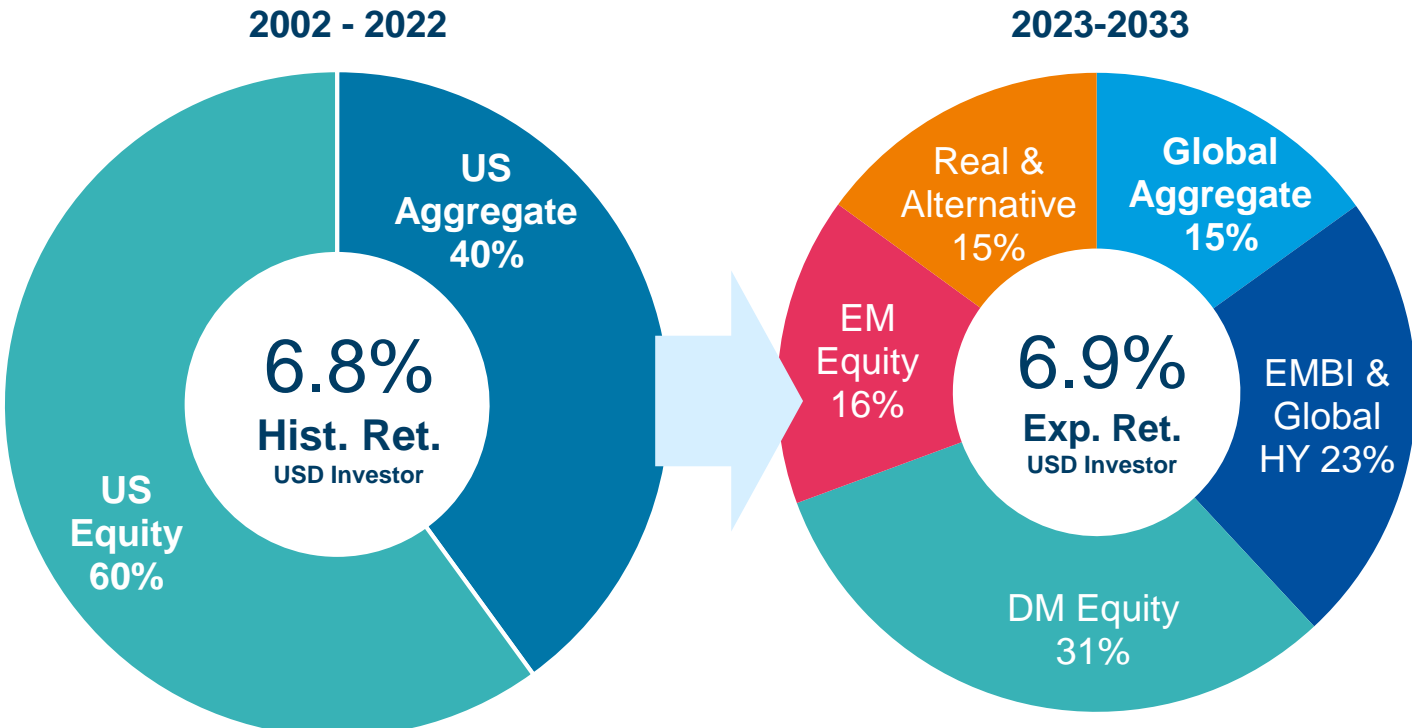 2002 - 2022
US
Aggregate
40%
6.8%
Hist. Ret.
USD Investor
US
Equity
60%
2023-2033
Real &
Alternative
15%
Global
Aggregate
15%
EM
Equity
16%
6.9%
Exp. Ret.
USD Investor
EMBI &
Global
HY 23%
DM Equity
31%